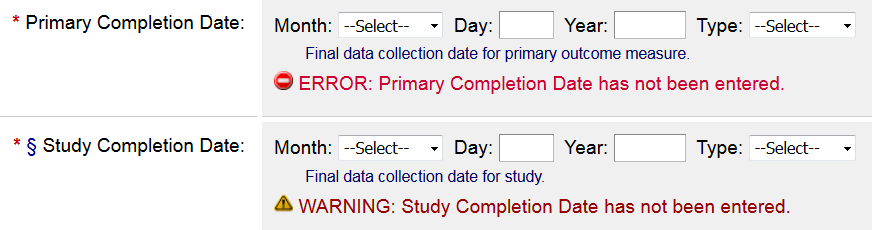 * Primary Completion Date: Month: --Select-- Day: Year: Type: --Select--
Final data collection date for primary outcome measure.
ERROR: Primary Completion Date has not been entered.
* § Study Completion Date: Month: --Select-- Day: Year: Type: --Select--
Final data collection date for study.
WARNING: Study Completion Date has not been entered.